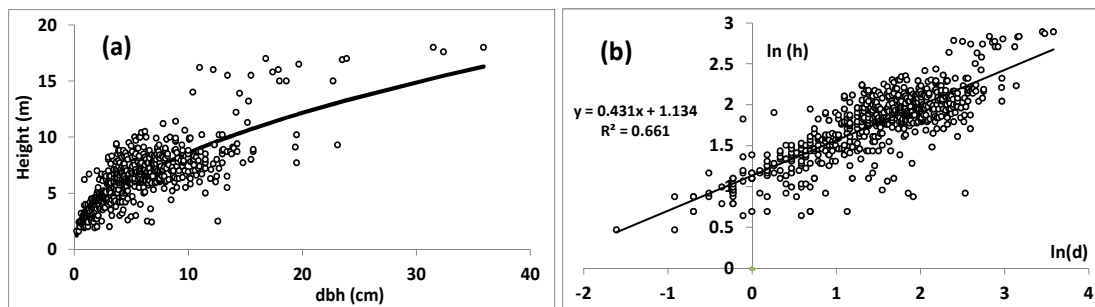 (a)
Height (m)
20
15
10
5
0
0 10 20 30 40
dbh (cm)
(b)
ln (h)
y = 0.431x + 1.134
R² = 0.661
3
2.5
2
1.5
1
0.5
0
-2 -1 0 1 2 3 4
ln(d)